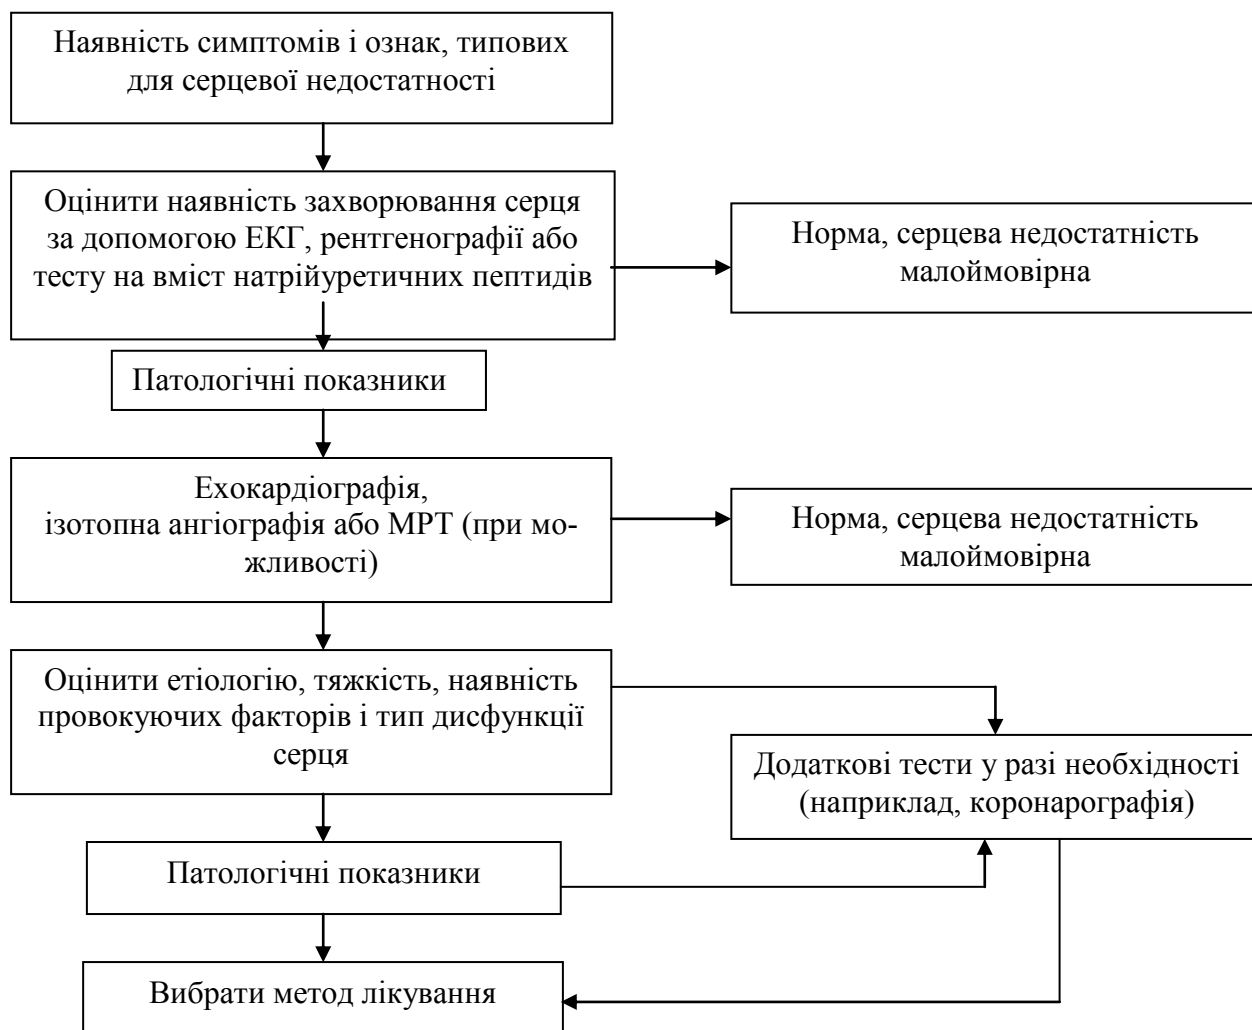 Наявність симптомів і ознак, типових
для серцевої недостатності
Оцінити наявність захворювання серця
за допомогою ЕКГ, рентгенографії або
тесту на вміст натрійуретичних пептидів
Норма, серцева недостатність
малоймовірна
Патологічні показники
Ехокардіографія,
ізотопна ангіографія або МРТ (при мо-
жливості)
Норма, серцева недостатність
малоймовірна
Оцінити етіологію, тяжкість, наявність
провокуючих факторів і тип дисфункції
серця
Додаткові тести у разі необхідності
(наприклад, коронарографія)
Патологічні показники
Вибрати метод лікування